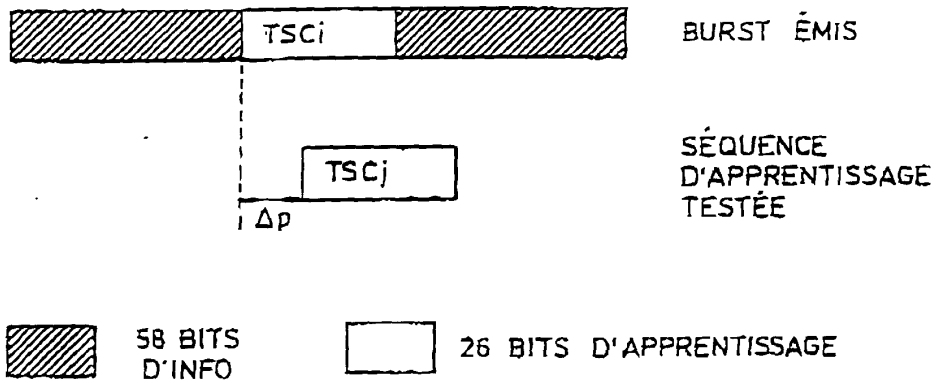 TSCi
BURST ÉMIS
TSCj
SÉQUENCE
D'APPRENTISSAGE
TESTÉE
Δp
58 BITS
D'INFO
26 BITS D'APPRENTISSAGE